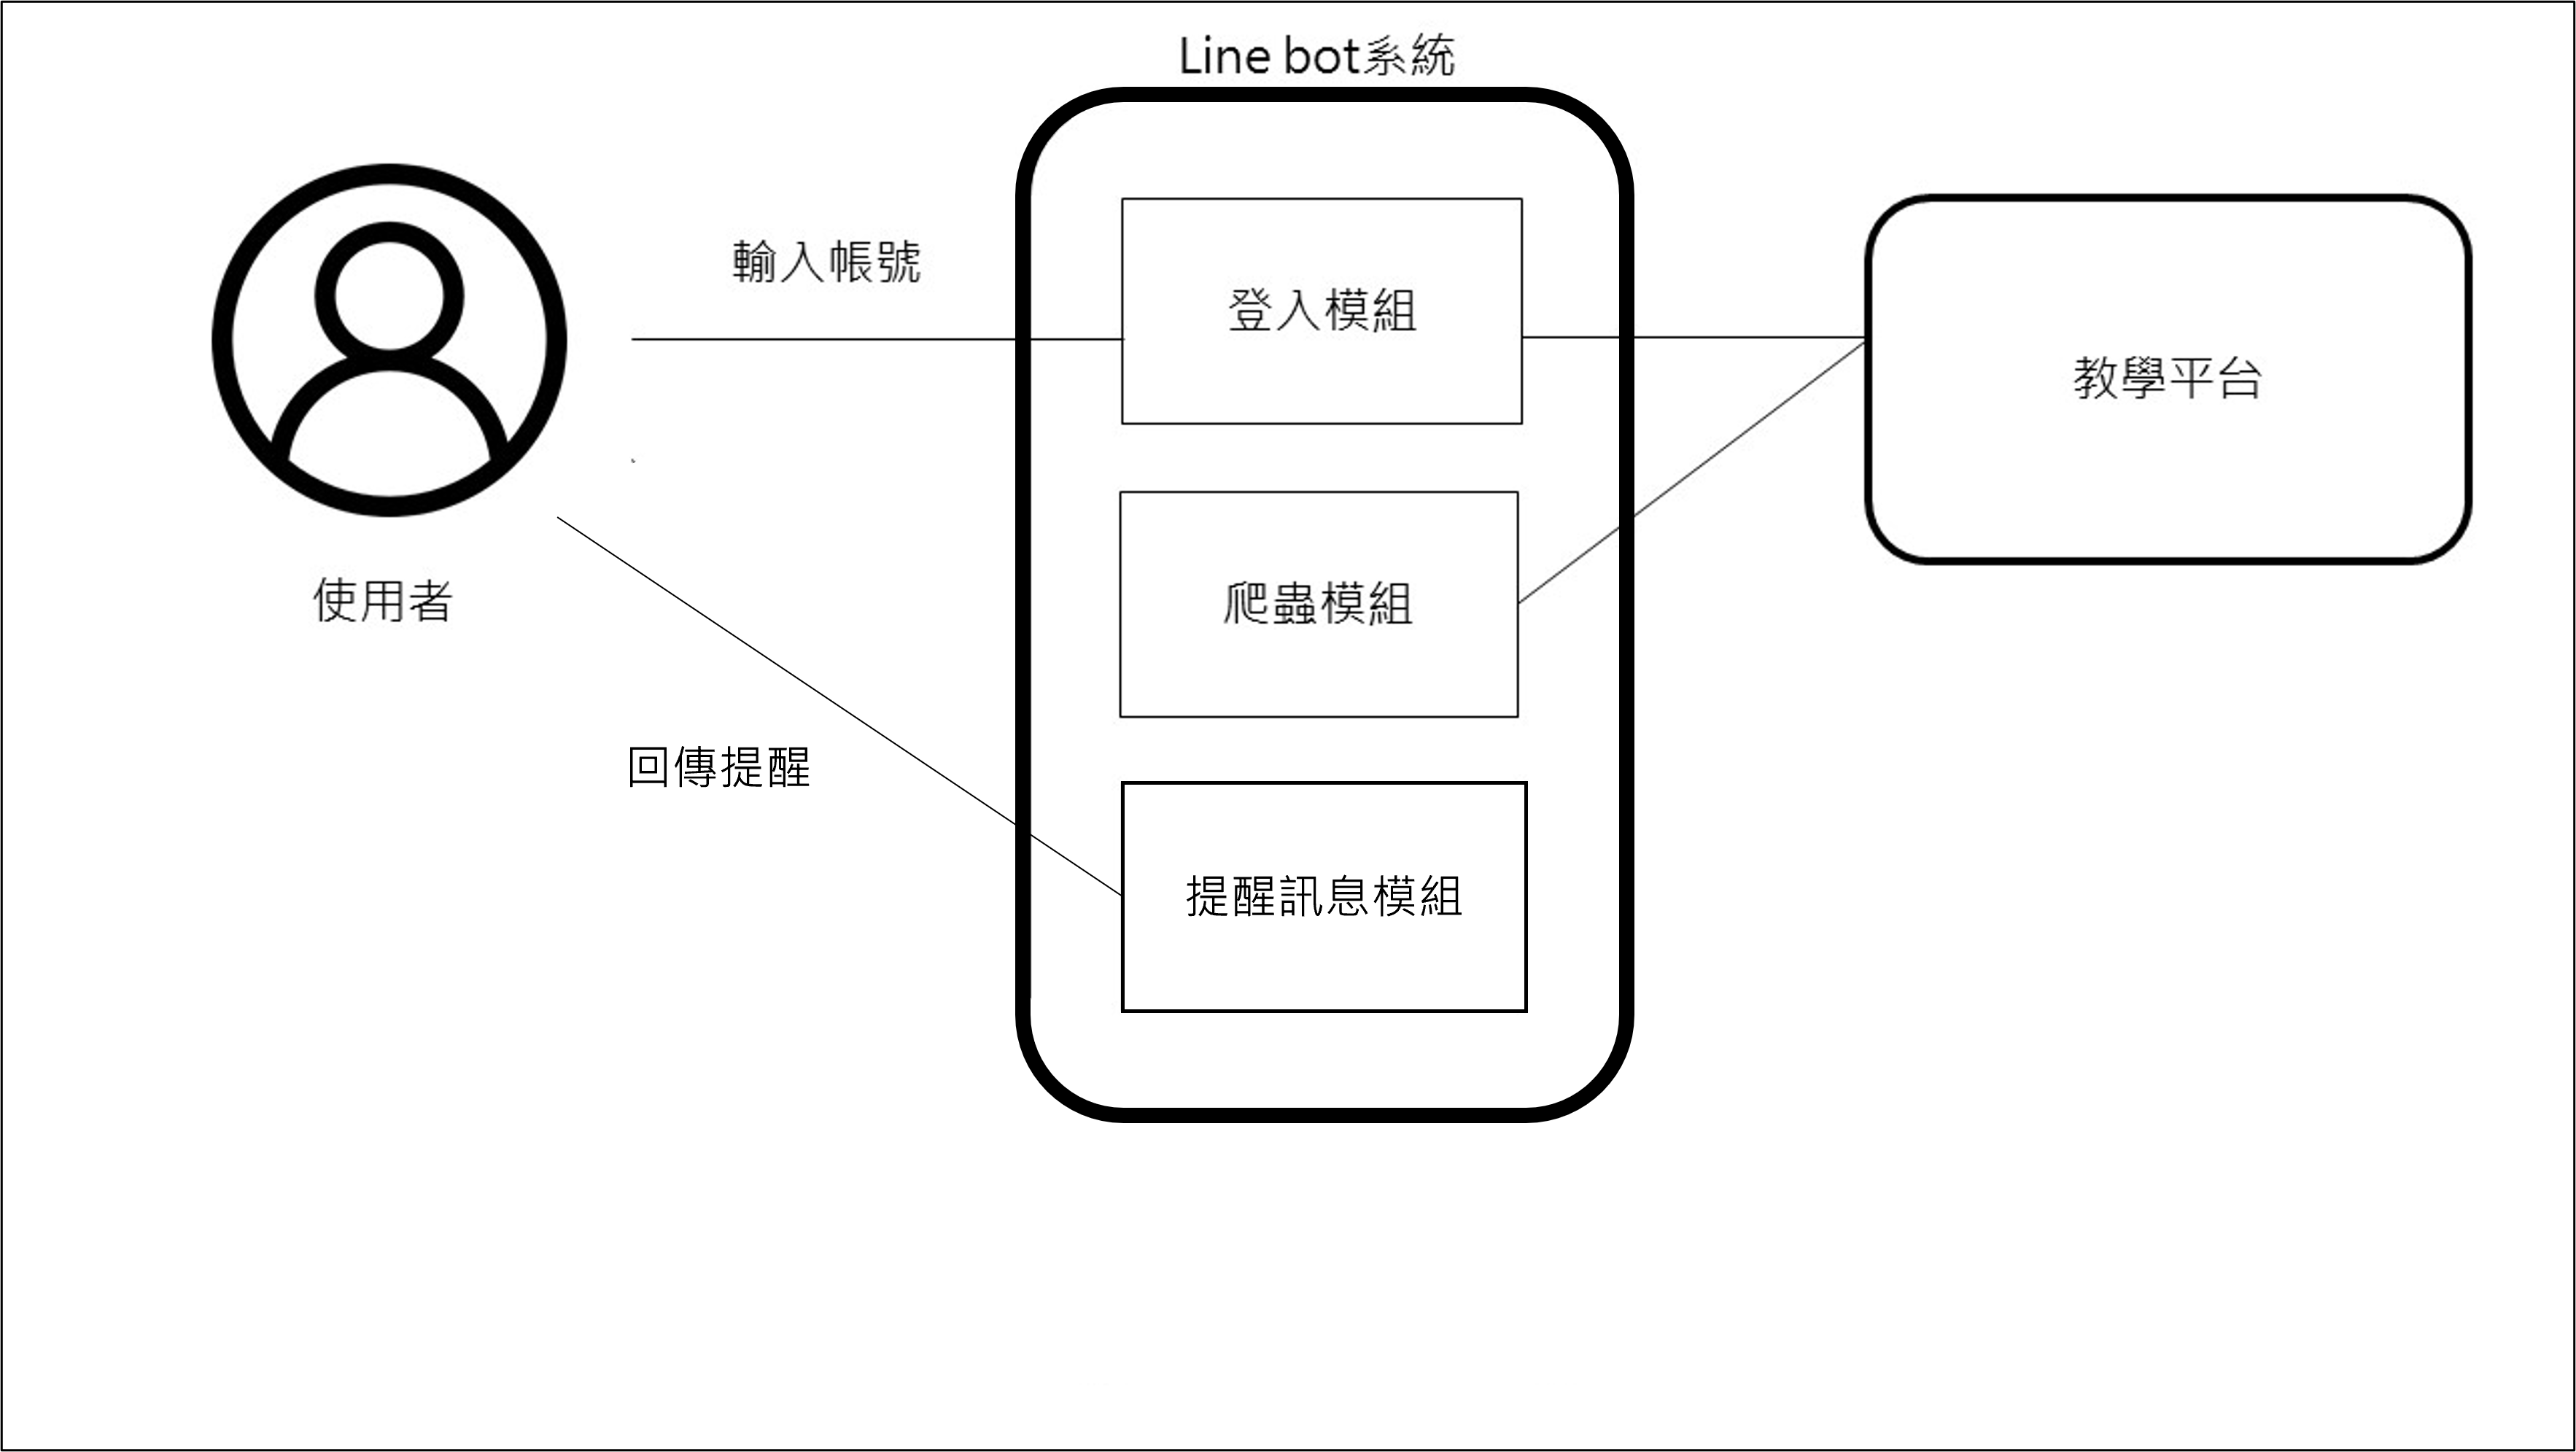 Line bot系統
輸入帳號
登入模組
教學平台
使用者
爬蟲模組
回傳提醒
提醒訊息模組